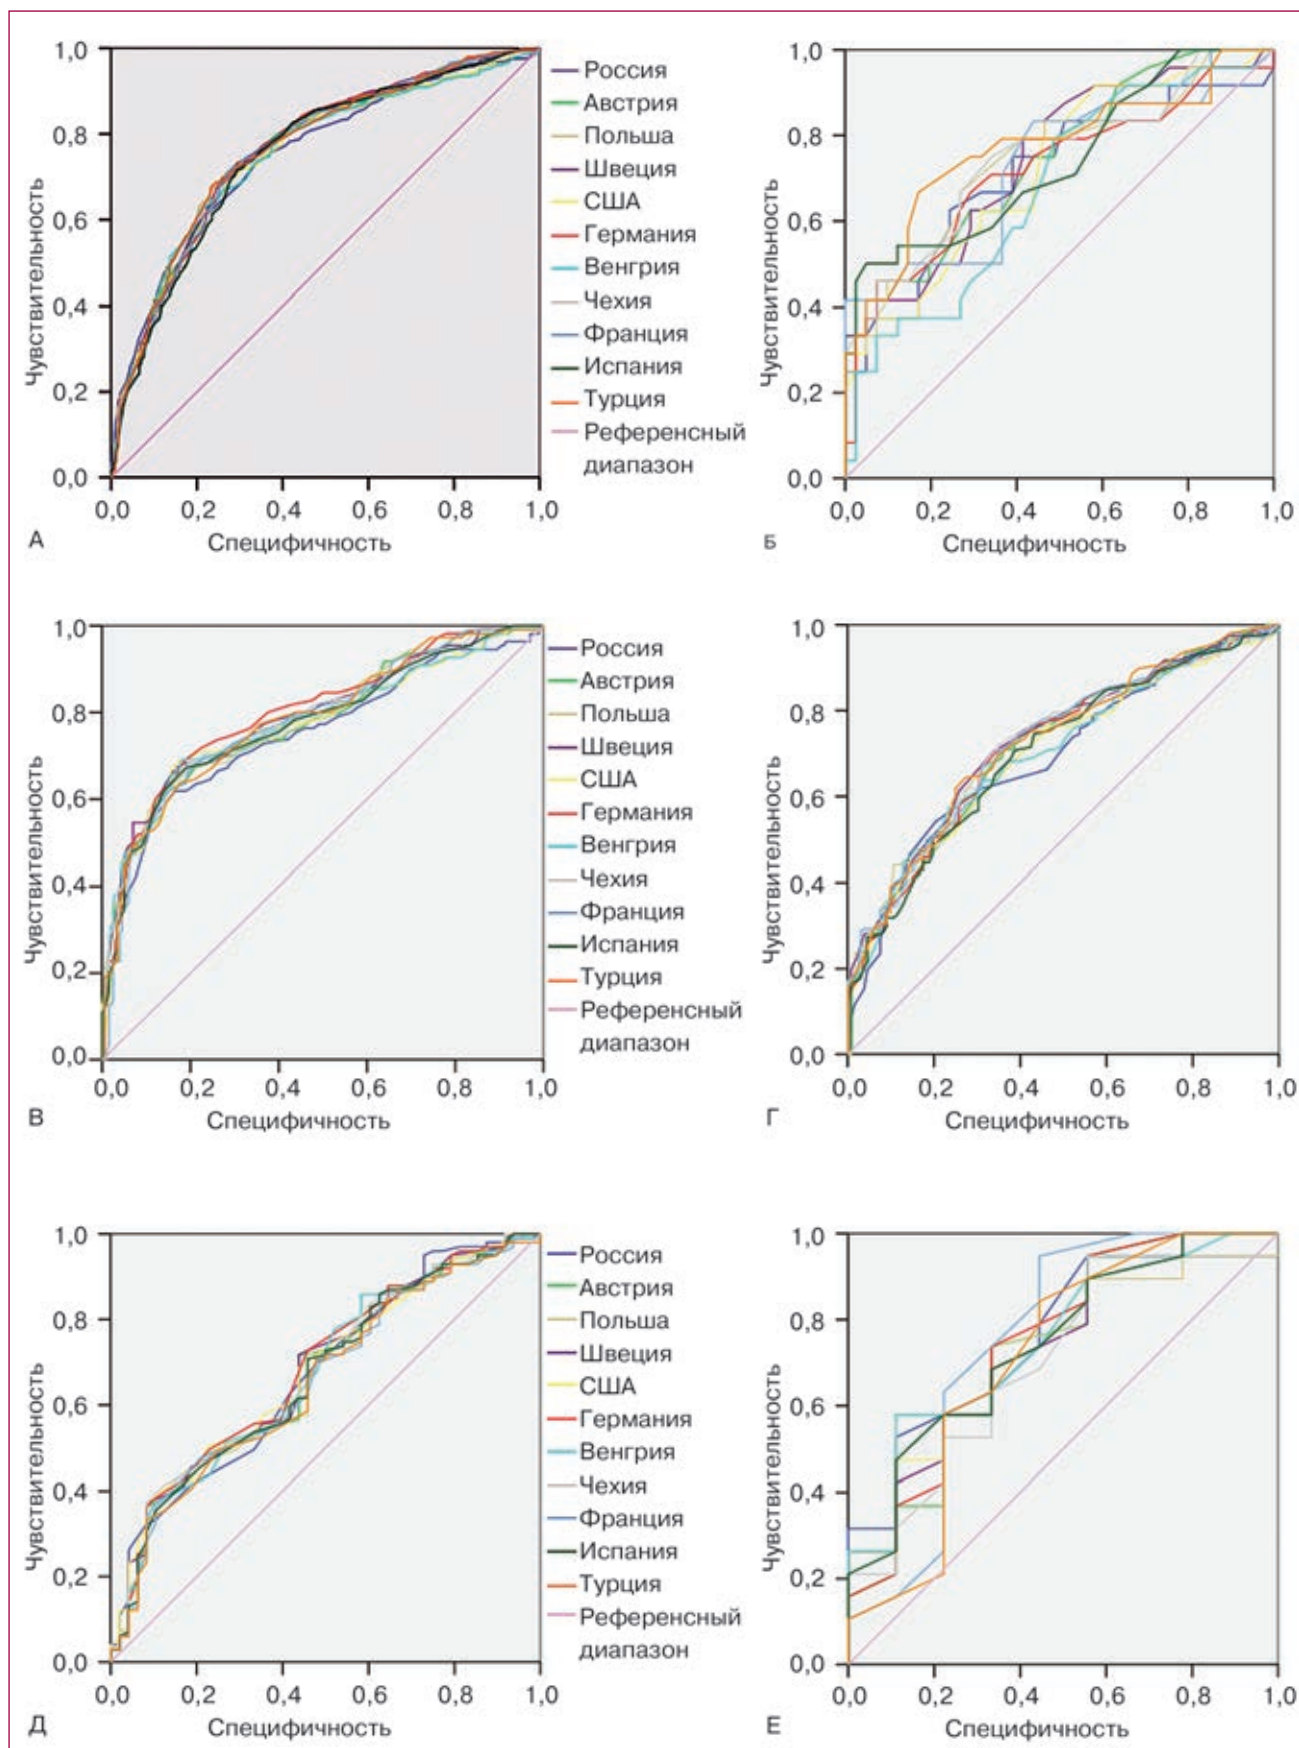 1,0
0,8
0,6
0,4
0,2
0,0
Чувствительность
0,0 0,2 0,4 0,6 0,8 1,0
Специфичность
А
Россия
Австрия
Польша
Швеция
США
Германия
Венгрия
Чехия
Франция
Испания
Турция
Референсный
диапазон
1,0
0,8
0,6
0,4
0,2
0,0
Чувствительность
0,0 0,2 0,4 0,6 0,8 1,0
Специфичность
Б
1,0
0,8
0,6
0,4
0,2
0,0
Чувствительность
0,0 0,2 0,4 0,6 0,8 1,0
Специфичность
В
Россия
Австрия
Польша
Швеция
США
Германия
Венгрия
Чехия
Франция
Испания
Турция
Референсный
диапазон
1,0
0,8
0,6
0,4
0,2
0,0
Чувствительность
0,0 0,2 0,4 0,6 0,8 1,0
Специфичность
Г
1,0
0,8
0,6
0,4
0,2
0,0
Чувствительность
0,0 0,2 0,4 0,6 0,8 1,0
Специфичность
Д
Россия
Австрия
Польша
Швеция
США
Германия
Венгрия
Чехия
Франция
Испания
Турция
Референсный
диапазон
1,0
0,8
0,6
0,4
0,2
0,0
Чувствительность
0,0 0,2 0,4 0,6 0,8 1,0
Специфичность
Е